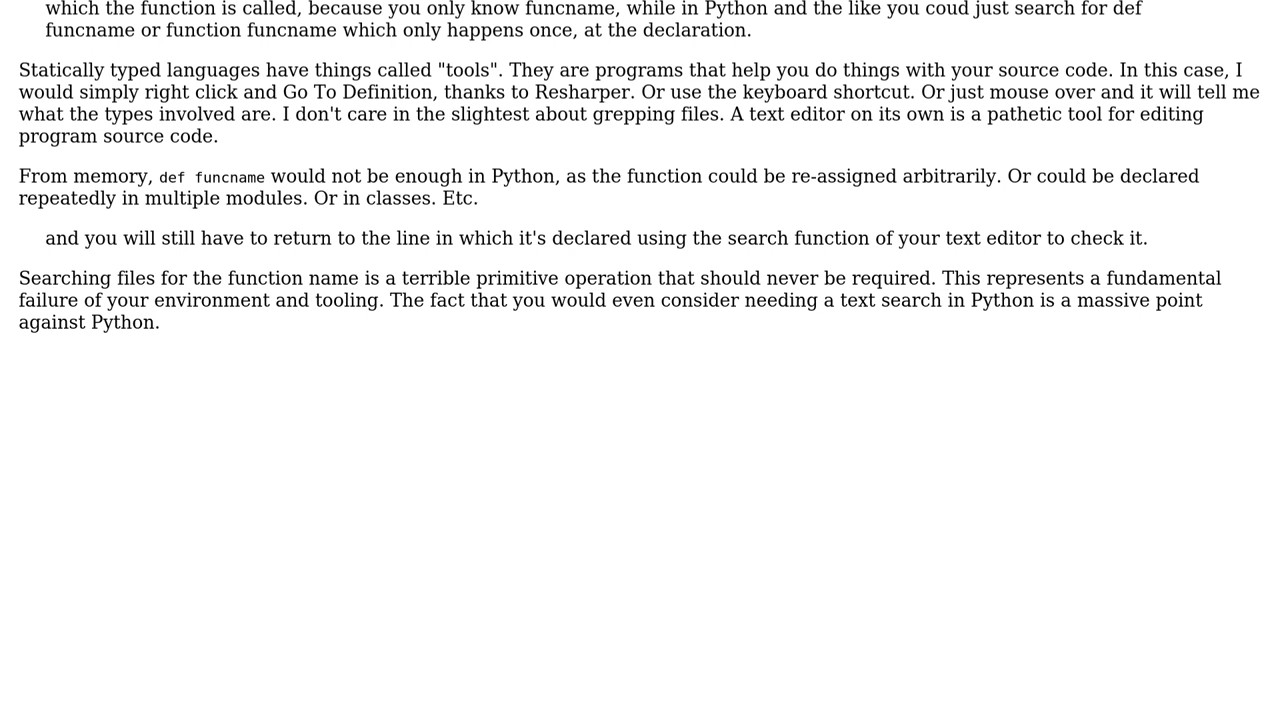 which the function is called, because you only know funcname, while in Python and the like you coud just search for def
funcname or function funcname which only happens once, at the declaration.
Statically typed languages have things called "tools". They are programs that help you do things with your source code. In this case, I
would simply right click and Go To Definition, thanks to Resharper. Or use the keyboard shortcut. Or just mouse over and it will tell me
what the types involved are. I don't care in the slightest about grepping files. A text editor on its own is a pathetic tool for editing
program source code.
From memory, def funcname would not be enough in Python, as the function could be re-assigned arbitrarily. Or could be declared
repeatedly in multiple modules. Or in classes. Etc.
and you will still have to return to the line in which it's declared using the search function of your text editor to check it.
Searching files for the function name is a terrible primitive operation that should never be required. This represents a fundamental
failure of your environment and tooling. The fact that you would even consider needing a text search in Python is a massive point
against Python.